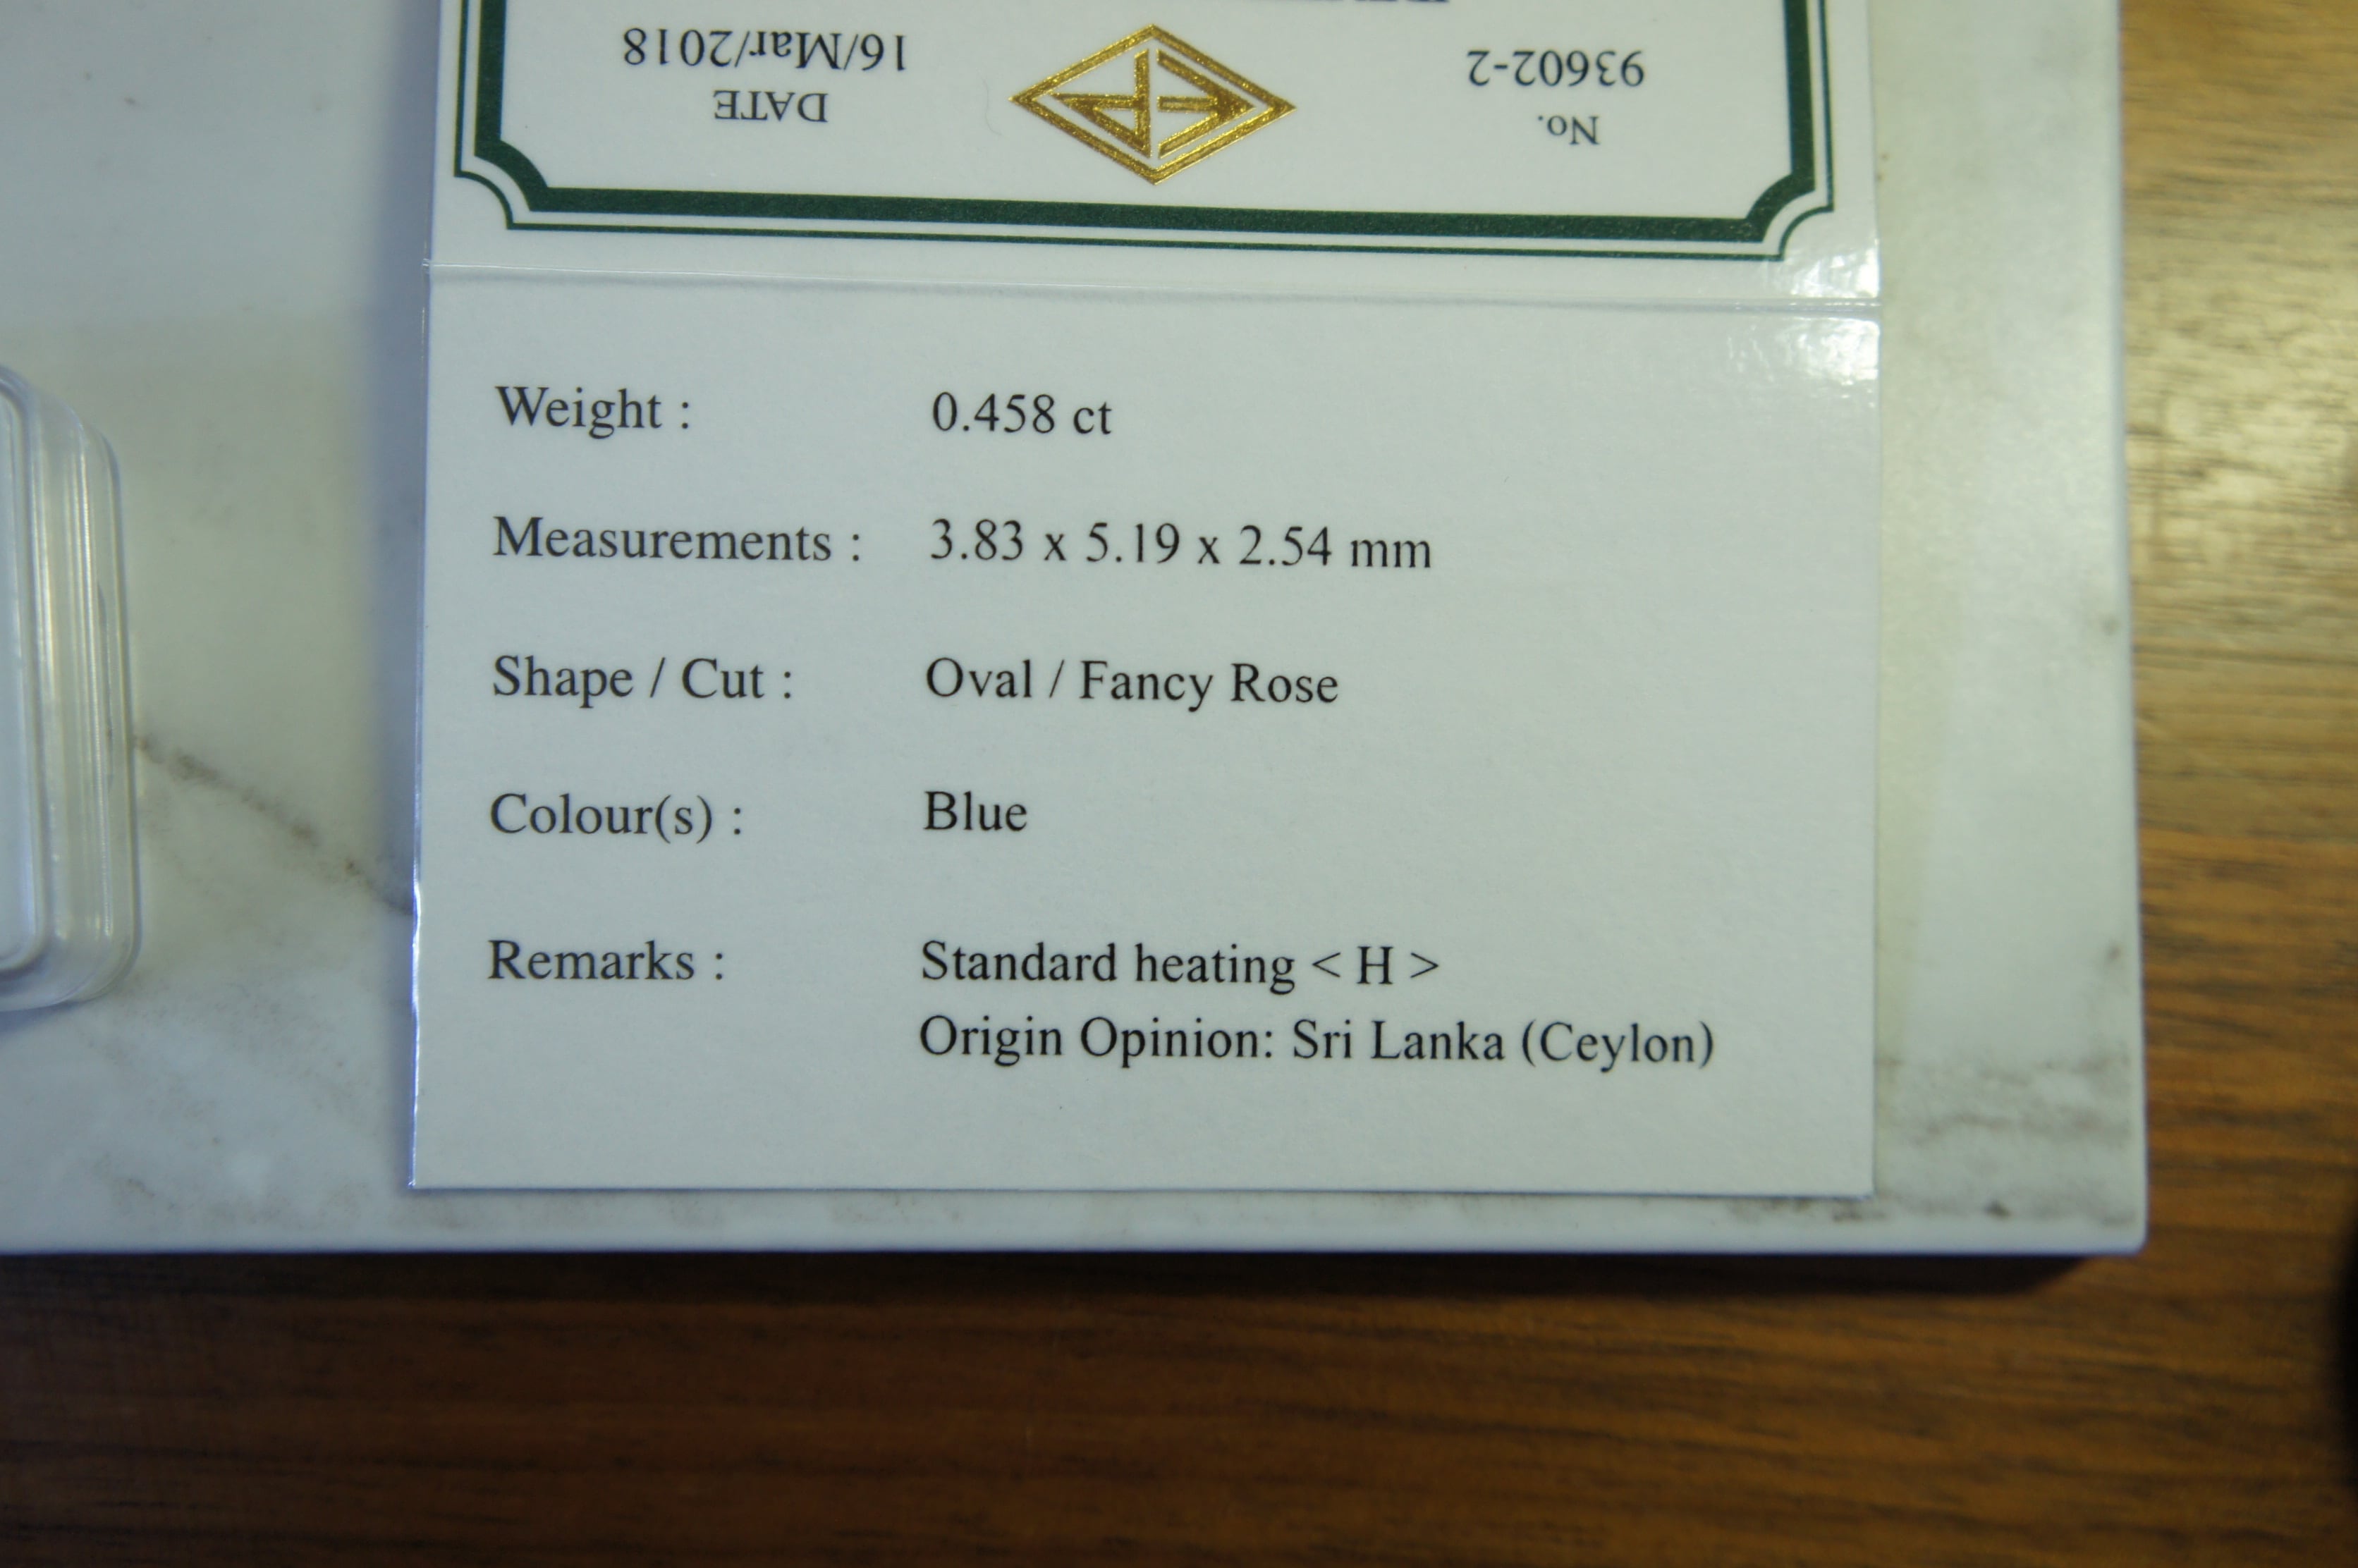 No.
93602-2
DATE
16/Mar/2018
Weight : 0.458 ct
Measurements : 3.83 x 5.19 x 2.54 mm
Shape / Cut : Oval / Fancy Rose
Colour(s) : Blue
Remarks : Standard heating < H >
Origin Opinion: Sri Lanka (Ceylon)